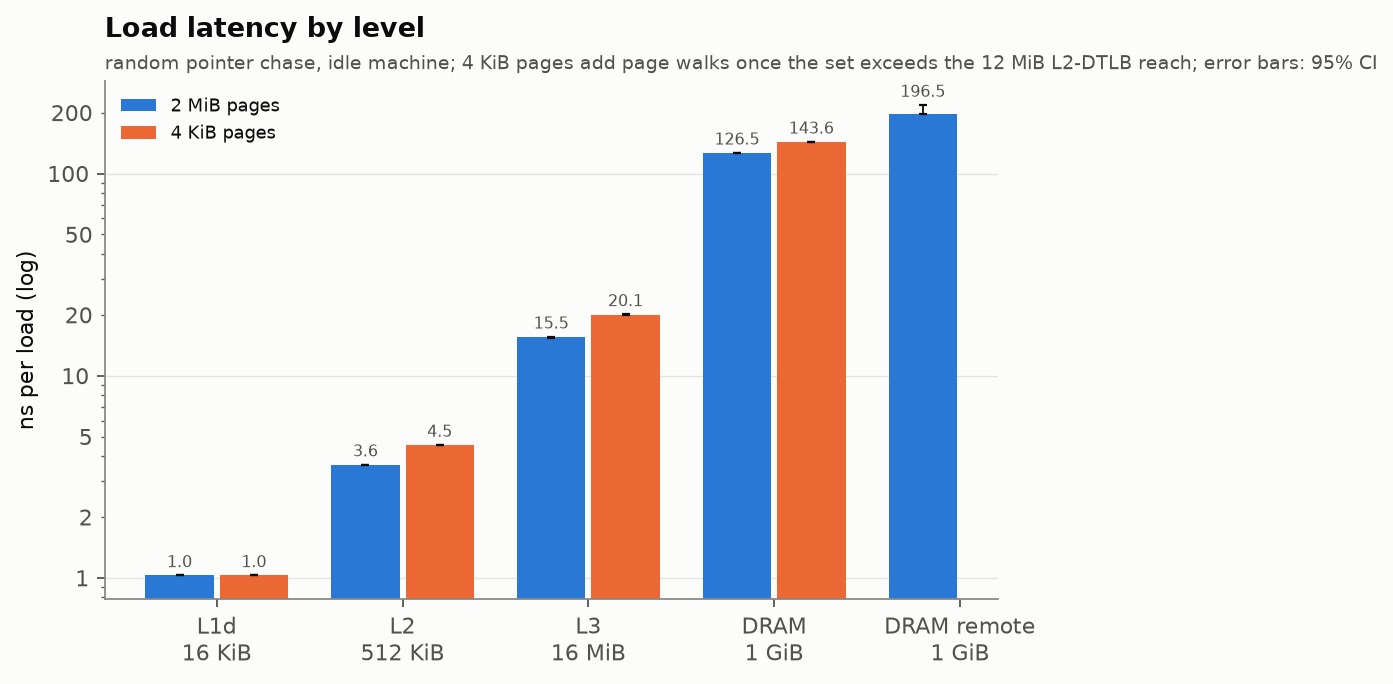 Load latency by level
random pointer chase, idle machine; 4 KiB pages add page walks once the set exceeds the 12 MiB L2-DTLB reach; error bars: 95% CI
2 MiB pages
4 KiB pages
ns per load (log)
200
100
50
20
10
5
2
1
1.0
1.0
3.6
4.5
15.5
20.1
126.5
143.6
196.5
L1d
16 KiB
L2
512 KiB
L3
16 MiB
DRAM
1 GiB
DRAM remote
1 GiB